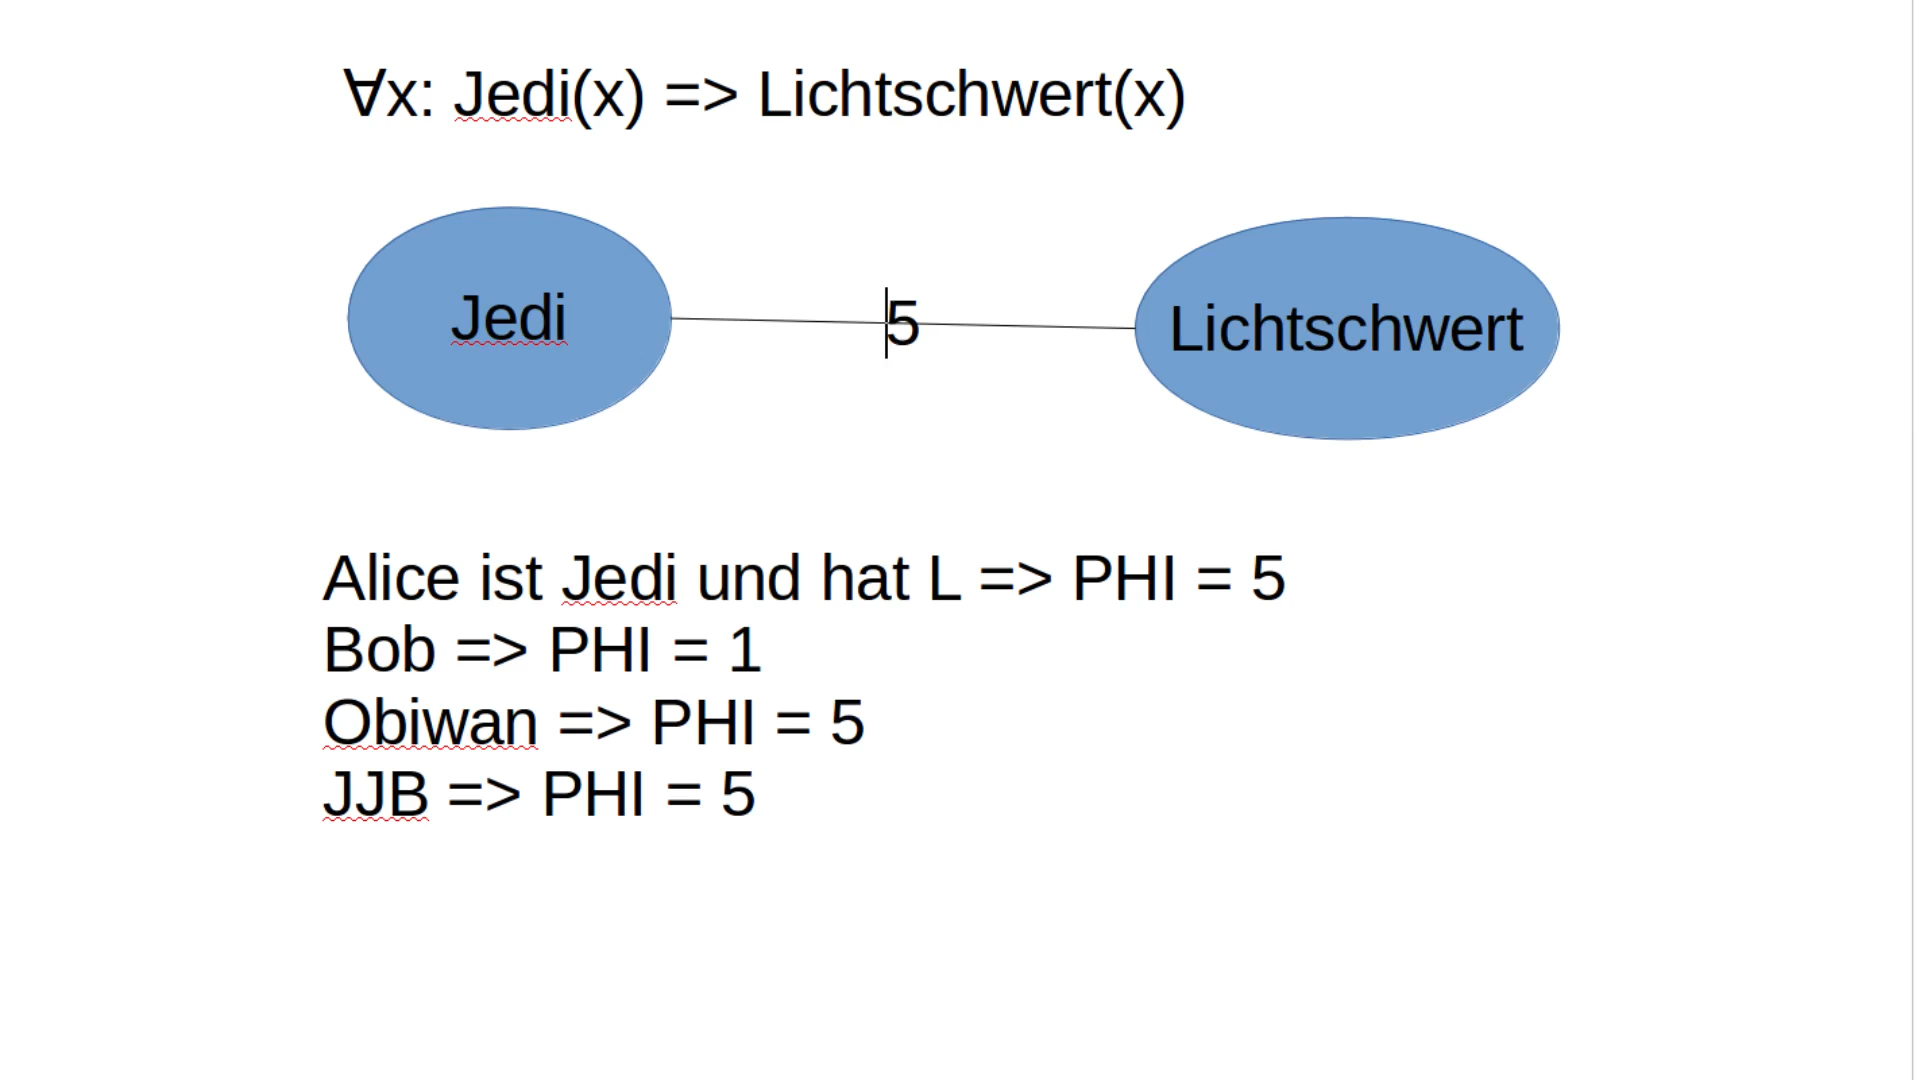 ∀x: Jedi(x) => Lichtschwert(x)
Jedi
5
Lichtschwert
Alice ist Jedi und hat L => PHI = 5
Bob => PHI = 1
Obiwan => PHI = 5
JJB => PHI = 5